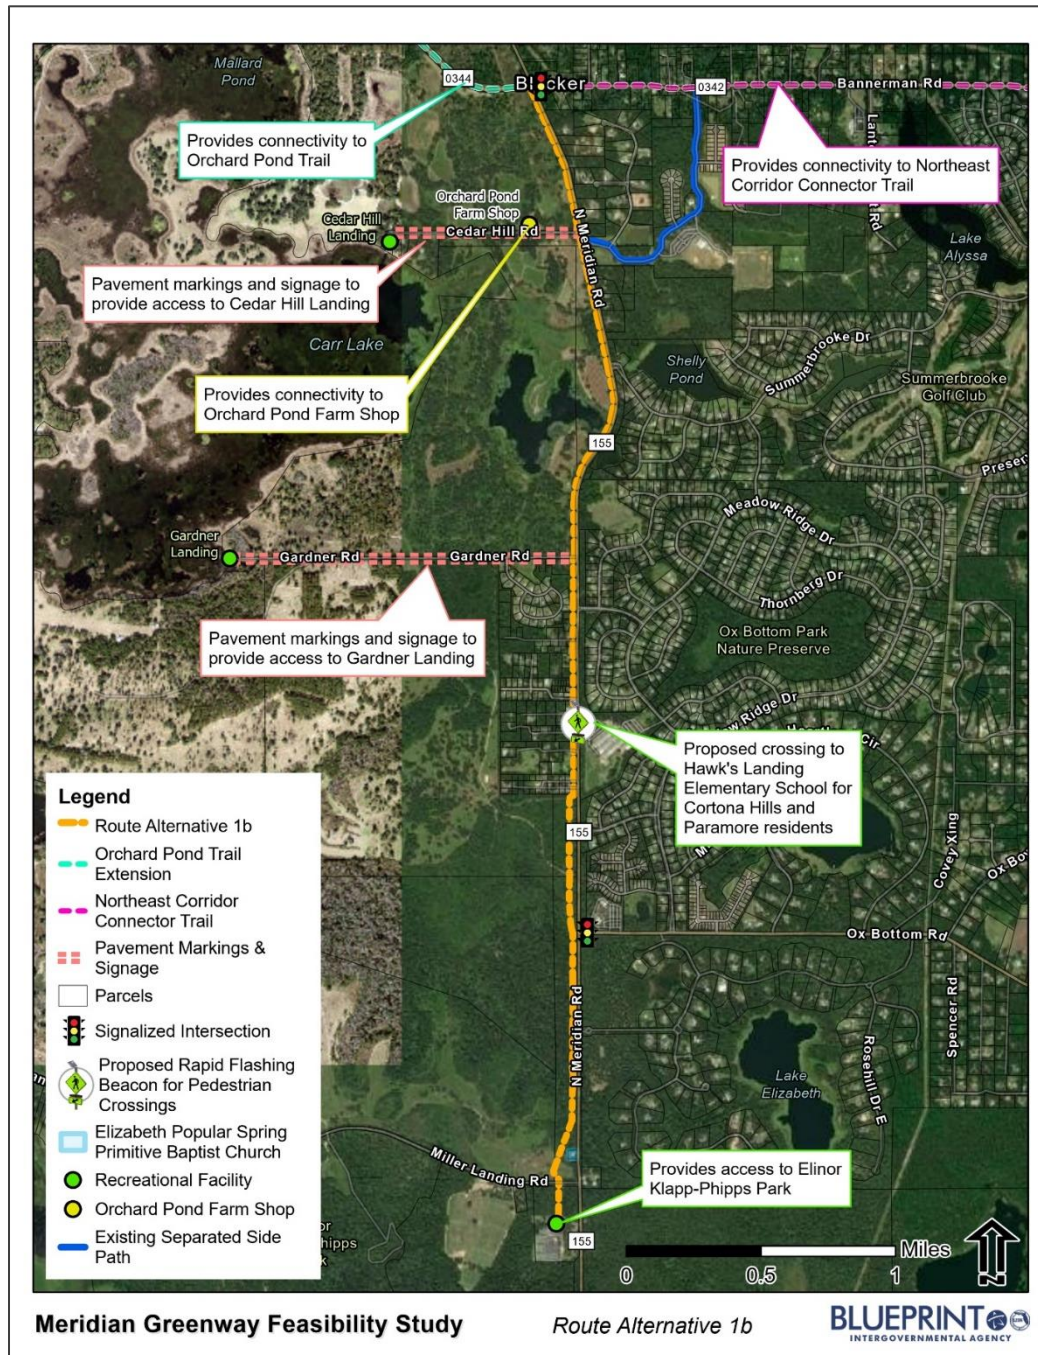 Mallard
Pond
0344
Blocker
0342
Bannerman Rd
Provides connectivity to
Orchard Pond Trail
Provides connectivity to Northeast
Corridor Connector Trail
Orchard Pond
Farm Shop
Cedar Hill
Landing
Cedar Hill Rd
N Meridian Rd
Lake
Alyssa
Pavement markings and signage to
provide access to Cedar Hill Landing
Carr Lake
Shelly
Pond
Summerbrooke Dr
Summerbrooke
Golf Club
Provides connectivity to
Orchard Pond Farm Shop
155
Meadow Ridge Dr
Gardner
Landing
Gardner Rd
Gardner Rd
Thornberg Dr
Ox Bottom Park
Nature Preserve
Pavement markings and signage to
provide access to Gardner Landing
Ridge Dr
Cir
Proposed crossing to
Hawk's Landing
Elementary School for
Cortona Hills and
Paramore residents
155
Covey Xing
Ox Bottom Rd
N Meridian Rd
Spencer Rd
Rosehill Dr E
Lake
Elizabeth
Miller Landing Rd
Provides access to Elinor
Klapp-Phipps Park
155
Legend
Route Alternative 1b
Orchard Pond Trail
Extension
Northeast Corridor
Connector Trail
Pavement Markings &
Signage
Parcels
Signalized Intersection
Proposed Rapid Flashing
Beacon for Pedestrian
Crossings
Elizabeth Popular Spring
Primitive Baptist Church
Recreational Facility
Orchard Pond Farm Shop
Existing Separated Side
Path
Miles
0 0.5 1
N
Meridian Greenway Feasibility Study
Route Alternative 1b
BLUEPRINT
INTERGOVERNMENTAL AGENCY